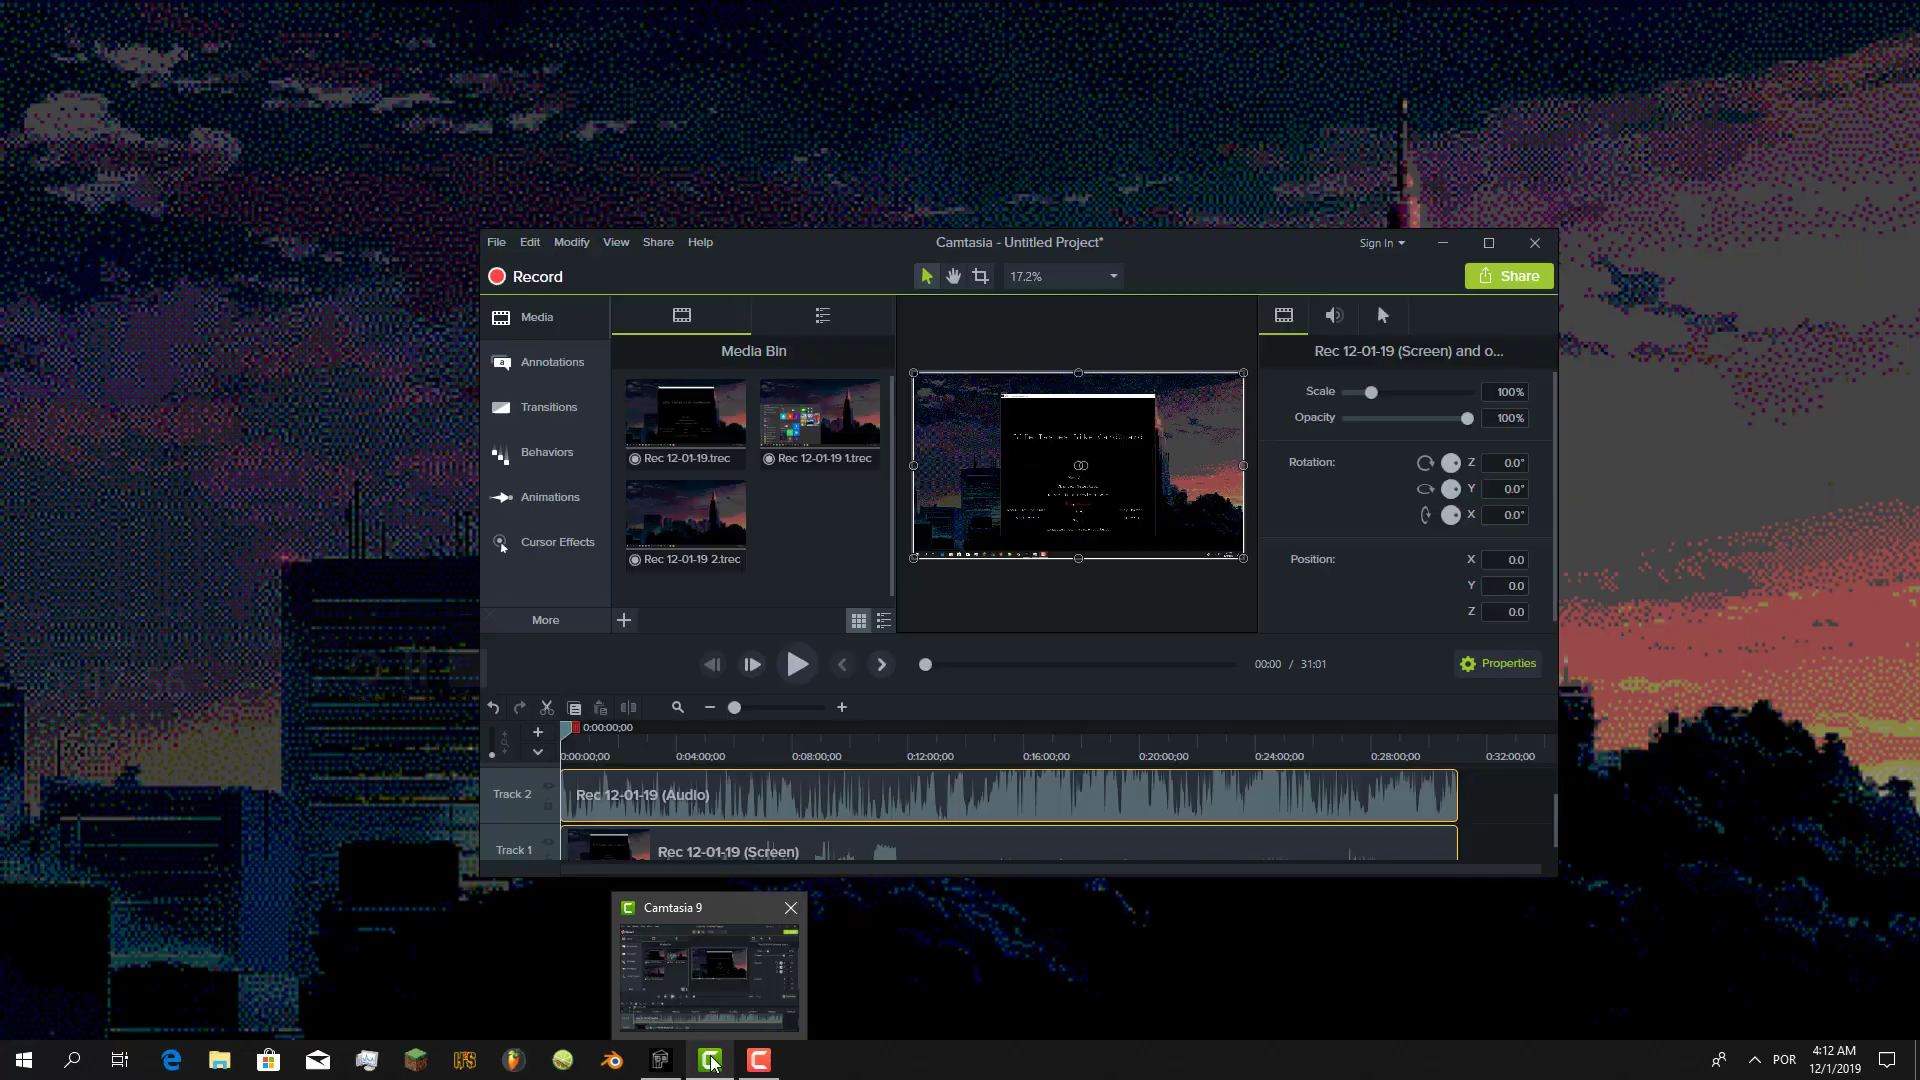 File Edit Modify View Share Help
Camtasia - Untitled Project*
Sign In
Record
17.2%
Share
Media
Annotations
Transitions
Behaviors
Animations
Cursor Effects
More
Media Bin
Rec 12-01-19.trec
Rec 12-01-19 1.trec
Rec 12-01-19 2.trec
Life Tastes Like Cardboard
Rec 12-01-19 (Screen) and o...
Scale 100%
Opacity 100%
Rotation: Z 0.0°
Y 0.0°
X 0.0°
Position: X 0.0
Y 0.0
Z 0.0
00:00 / 31:01
Properties
0:00:00;00
0:00:00;00 0:04:00;00 0:08:00;00 0:12:00;00 0:16:00;00 0:20:00;00 0:24:00;00 0:28:00;00 0:32:00;00
Track 2
Rec 12-01-19 (Audio)
Track 1
Rec 12-01-19 (Screen)
Camtasia 9
POR
4:12 AM
12/1/2019